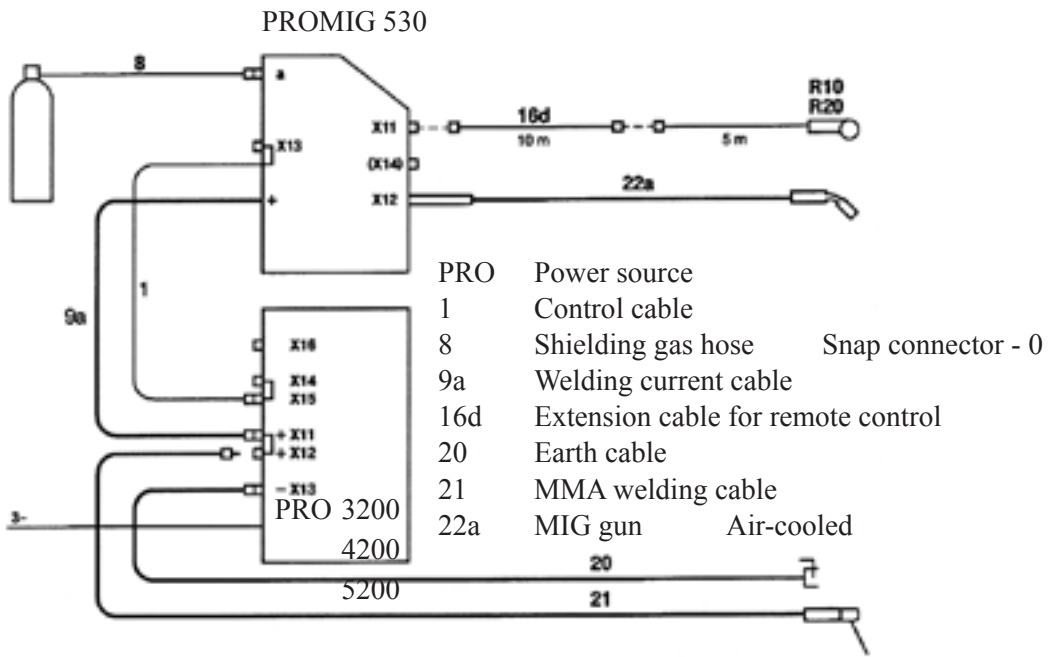 PROMIG 530
8
a
R10
R20
X11
16d
10 m
5 m
X13
(X14)
22a
+
X12
1
9a
PRO Power source
1 Control cable
8 Shielding gas hose Snap connector - 0
9a Welding current cable
16d Extension cable for remote control
20 Earth cable
21 MMA welding cable
22a MIG gun Air-cooled
X16
X14
X15
+ X11
+ X12
- X13
3~
PRO 3200
4200
5200
20
21